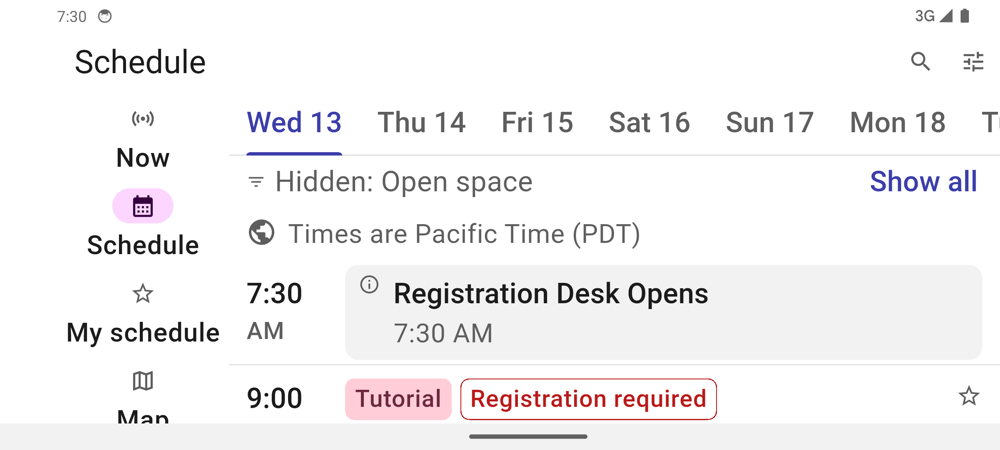 7:30
3G
Schedule
Now
Schedule
My schedule
Map
Wed 13 Thu 14 Fri 15 Sat 16 Sun 17 Mon 18
Hidden: Open space Show all
Times are Pacific Time (PDT)
7:30 AM
Registration Desk Opens
7:30 AM
9:00 Tutorial Registration required